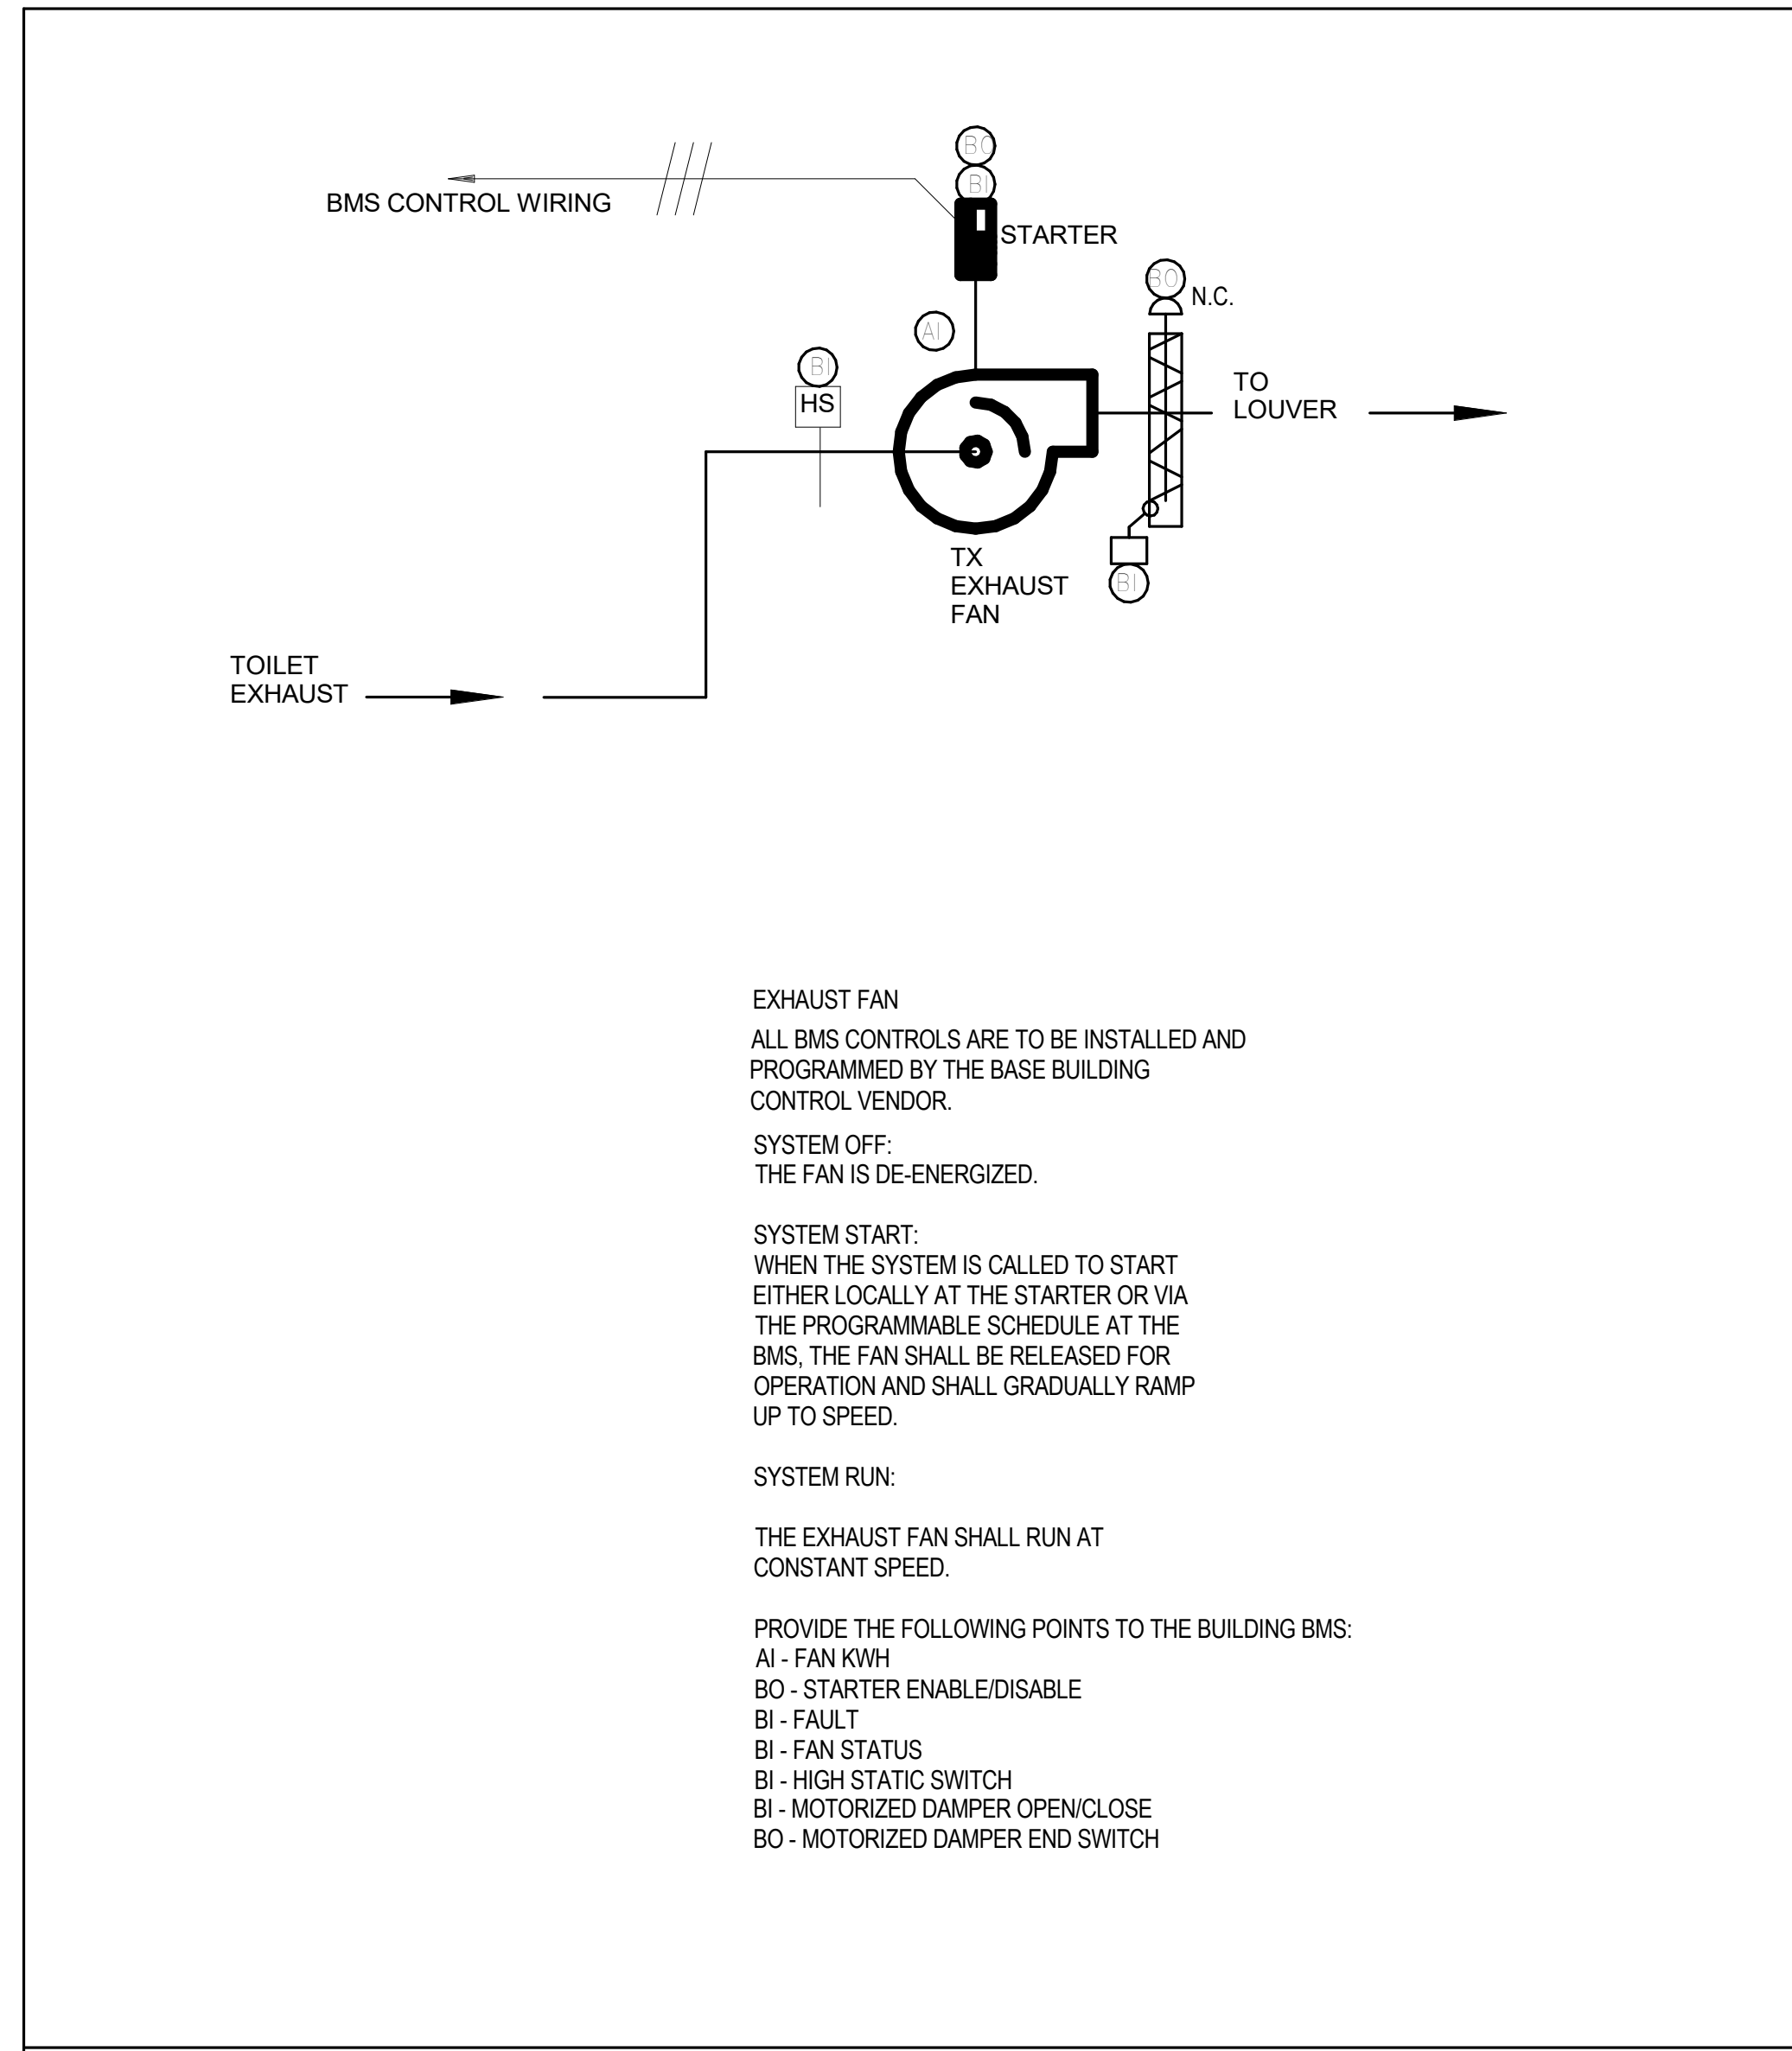 BO
BI
BMS CONTROL WIRING
STARTER
BO
N.C.
AI
BI
HS
TO
LOUVER
TX
EXHAUST
FAN
BI
TOILET
EXHAUST
EXHAUST FAN
ALL BMS CONTROLS ARE TO BE INSTALLED AND
PROGRAMMED BY THE BASE BUILDING
CONTROL VENDOR.
SYSTEM OFF:
THE FAN IS DE-ENERGIZED.
SYSTEM START:
WHEN THE SYSTEM IS CALLED TO START
EITHER LOCALLY AT THE STARTER OR VIA
THE PROGRAMMABLE SCHEDULE AT THE
BMS, THE FAN SHALL BE RELEASED FOR
OPERATION AND SHALL GRADUALLY RAMP
UP TO SPEED.
SYSTEM RUN:
THE EXHAUST FAN SHALL RUN AT
CONSTANT SPEED.
PROVIDE THE FOLLOWING POINTS TO THE BUILDING BMS:
AI - FAN KWH
BO - STARTER ENABLE/DISABLE
BI - FAULT
BI - FAN STATUS
BI - HIGH STATIC SWITCH
BI - MOTORIZED DAMPER OPEN/CLOSE
BO - MOTORIZED DAMPER END SWITCH